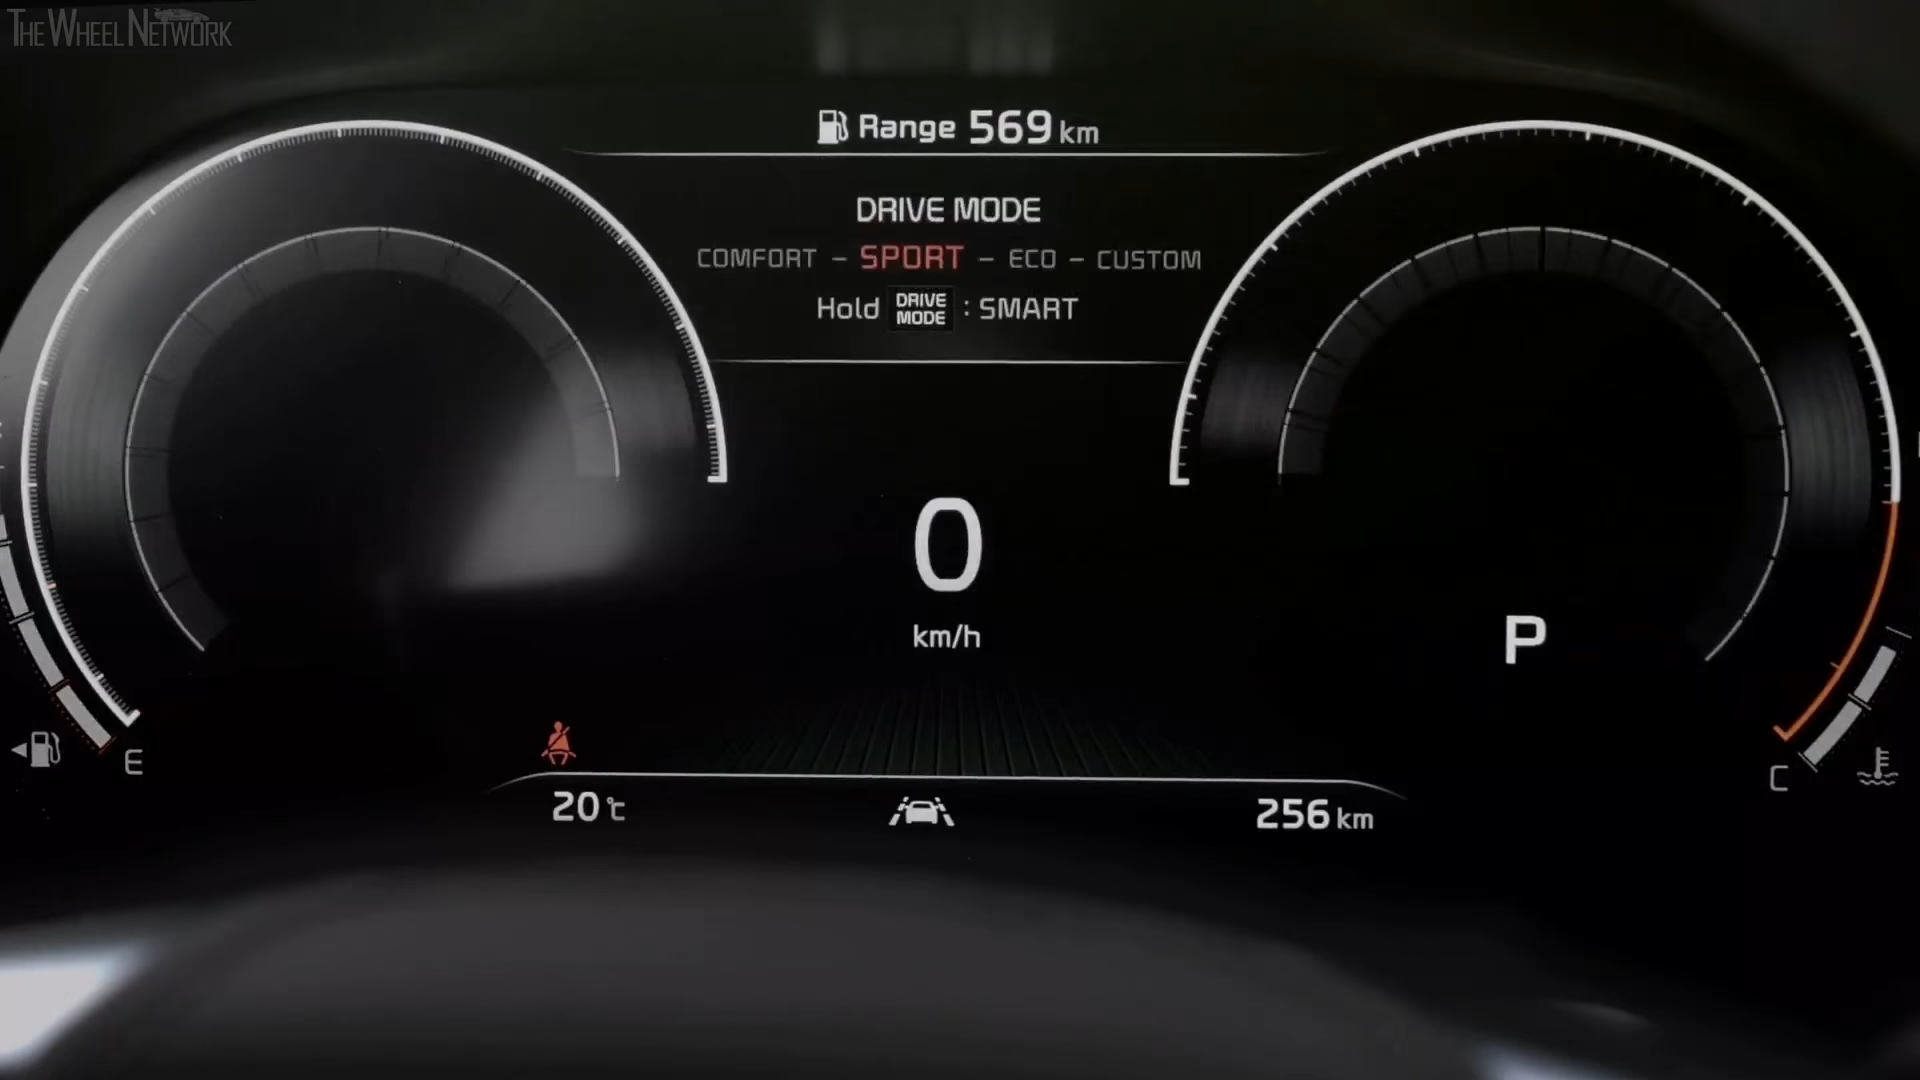 THE WHEEL NETWORK
Range 569 km
DRIVE MODE
COMFORT - SPORT - ECO - CUSTOM
Hold DRIVE MODE : SMART
0
km/h
P
E
C
20 ℃
256 km